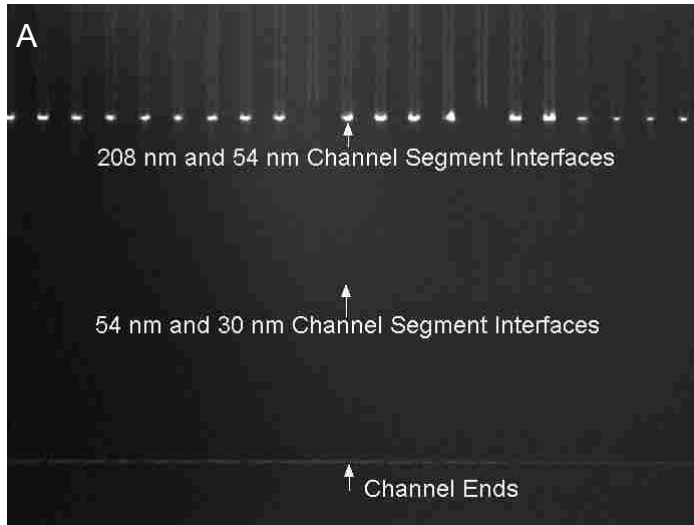 A
208 nm and 54 nm Channel Segment Interfaces
54 nm and 30 nm Channel Segment Interfaces
Channel Ends